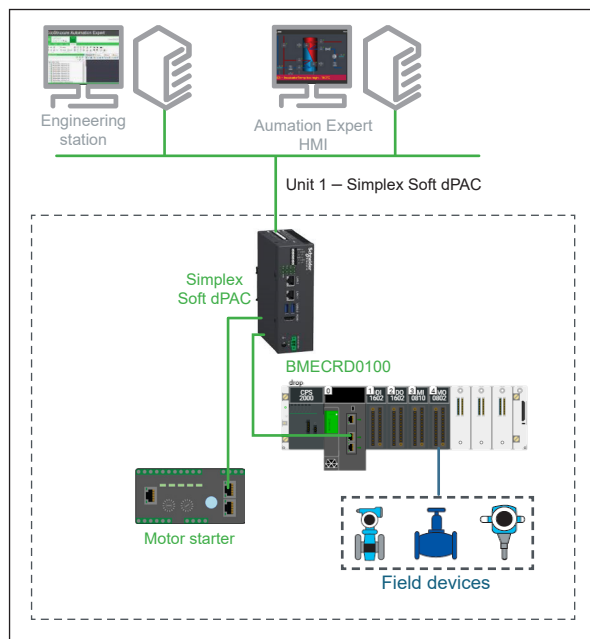 Engineering
station
Aumation Expert
HMI
Unit 1 – Simplex Soft dPAC
Simplex
Soft dPAC
BMECRD0100
drop
CPS 0 1 DI 2 DO 3 MI 4 MO
2000 1602 1602 0810 0802
Motor starter
Field devices